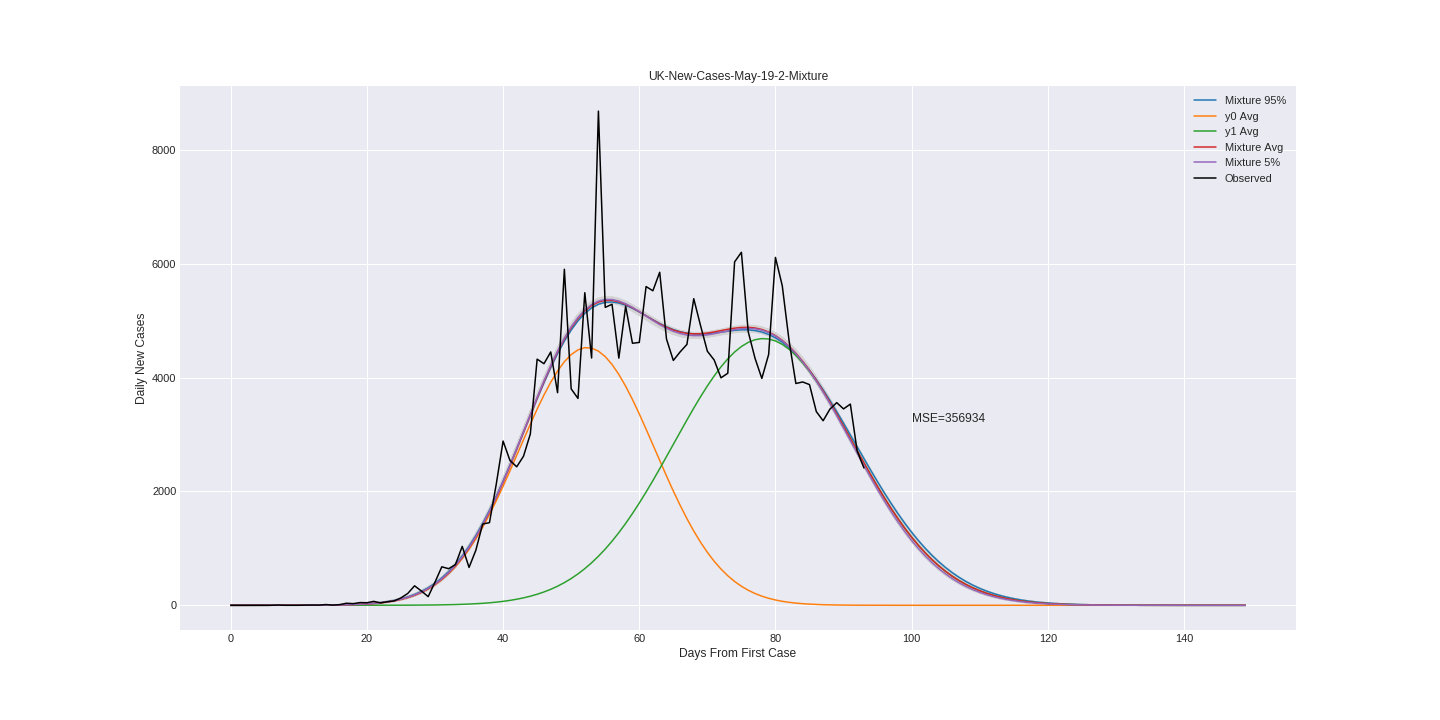 UK-New-Cases-May-19-2-Mixture
Mixture 95%
y0 Avg
y1 Avg
Mixture Avg
Mixture 5%
Observed
8000
6000
4000
2000
0
Daily New Cases
MSE=356934
0 20 40 60 80 100 120 140
Days From First Case